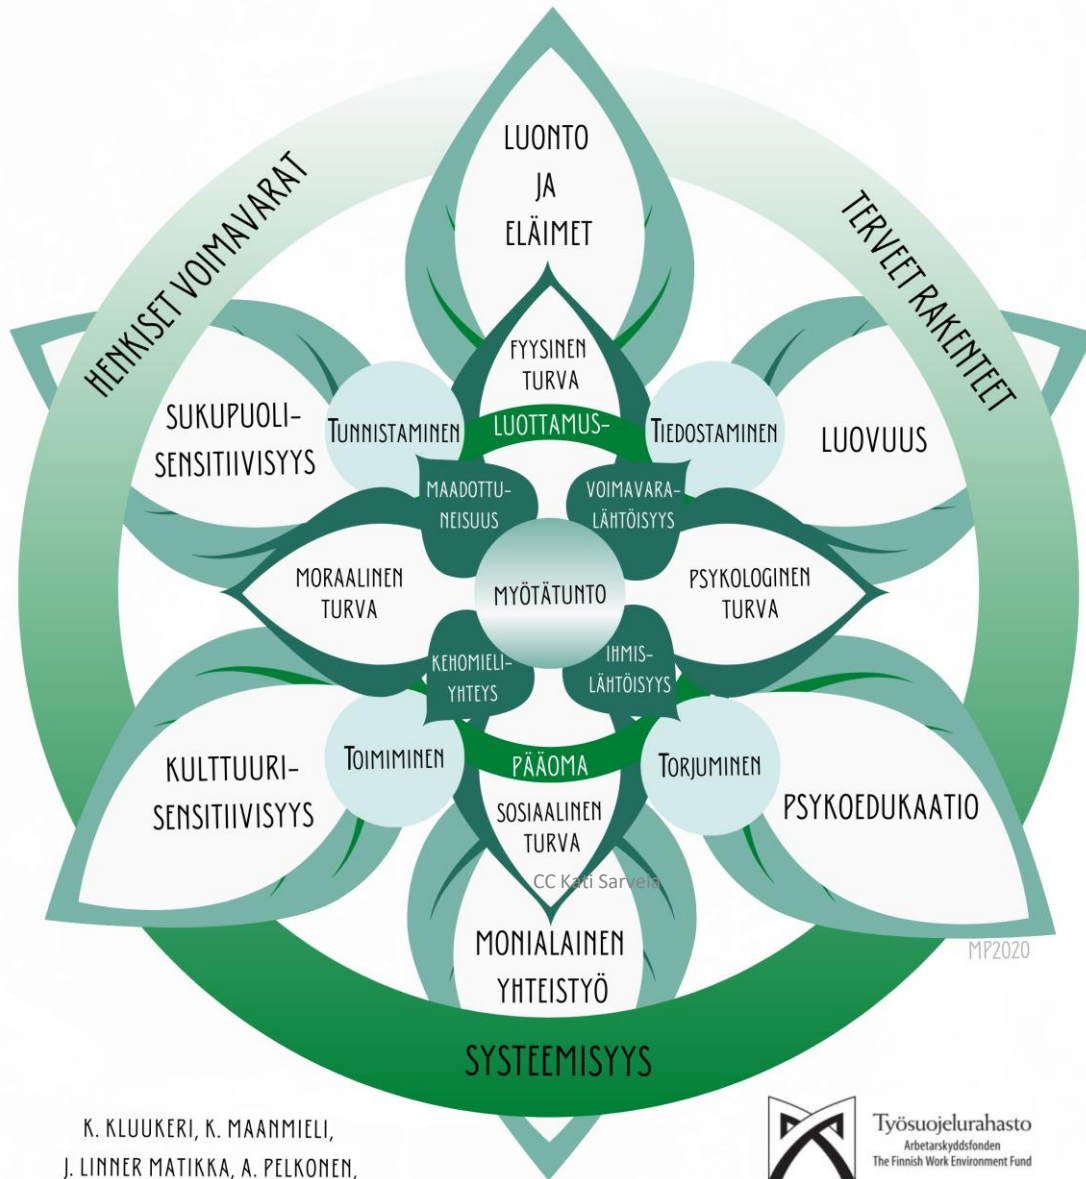 LUONTO
JA
ELÄIMET
HENKISET VOIMAVARAT
TERVEET RAKENTEET
FYYSINEN
TURVA
SUKUPUOLI-
SENSITIIVISYYS
TUNNISTAMINEN
LUOTTAMUS-
TIEDOSTAMINEN
LUOVUUS
MAADOTTU-
NEISUUS
VOIMAVARA-
LÄHTÖISYYS
MORAALINEN
TURVA
MYÖTÄTUNTO
PSYKOLOGINEN
TURVA
KEHOMIELI-
YHTEYS
IHMIS-
LÄHTÖISYYS
KULTTUURI-
SENSITIIVISYYS
TOIMIMINEN
PÄÄOMA
TORJUMINEN
PSYKOEDUKAATIO
SOSIAALINEN
TURVA
CC Kati Sarvela
MONIALAINEN
YHTEISTYÖ
MP2020
SYSTEEMISYYS
K. KLUUKERI, K. MAANMIELI,
J. LINNER MATIKKA, A. PELKONEN,
Työsuojelurahasto
Arbetarskyddsfonden
The Finnish Work Environment Fund